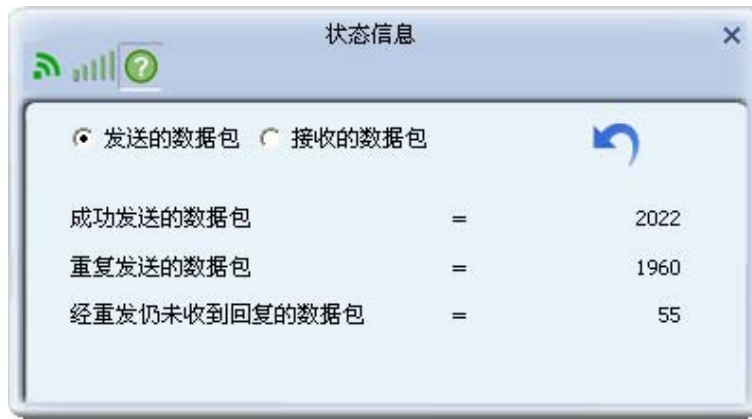 状态信息
发送的数据包 接收的数据包
成功发送的数据包 = 2022
重复发送的数据包 = 1960
经重发仍未收到回复的数据包 = 55